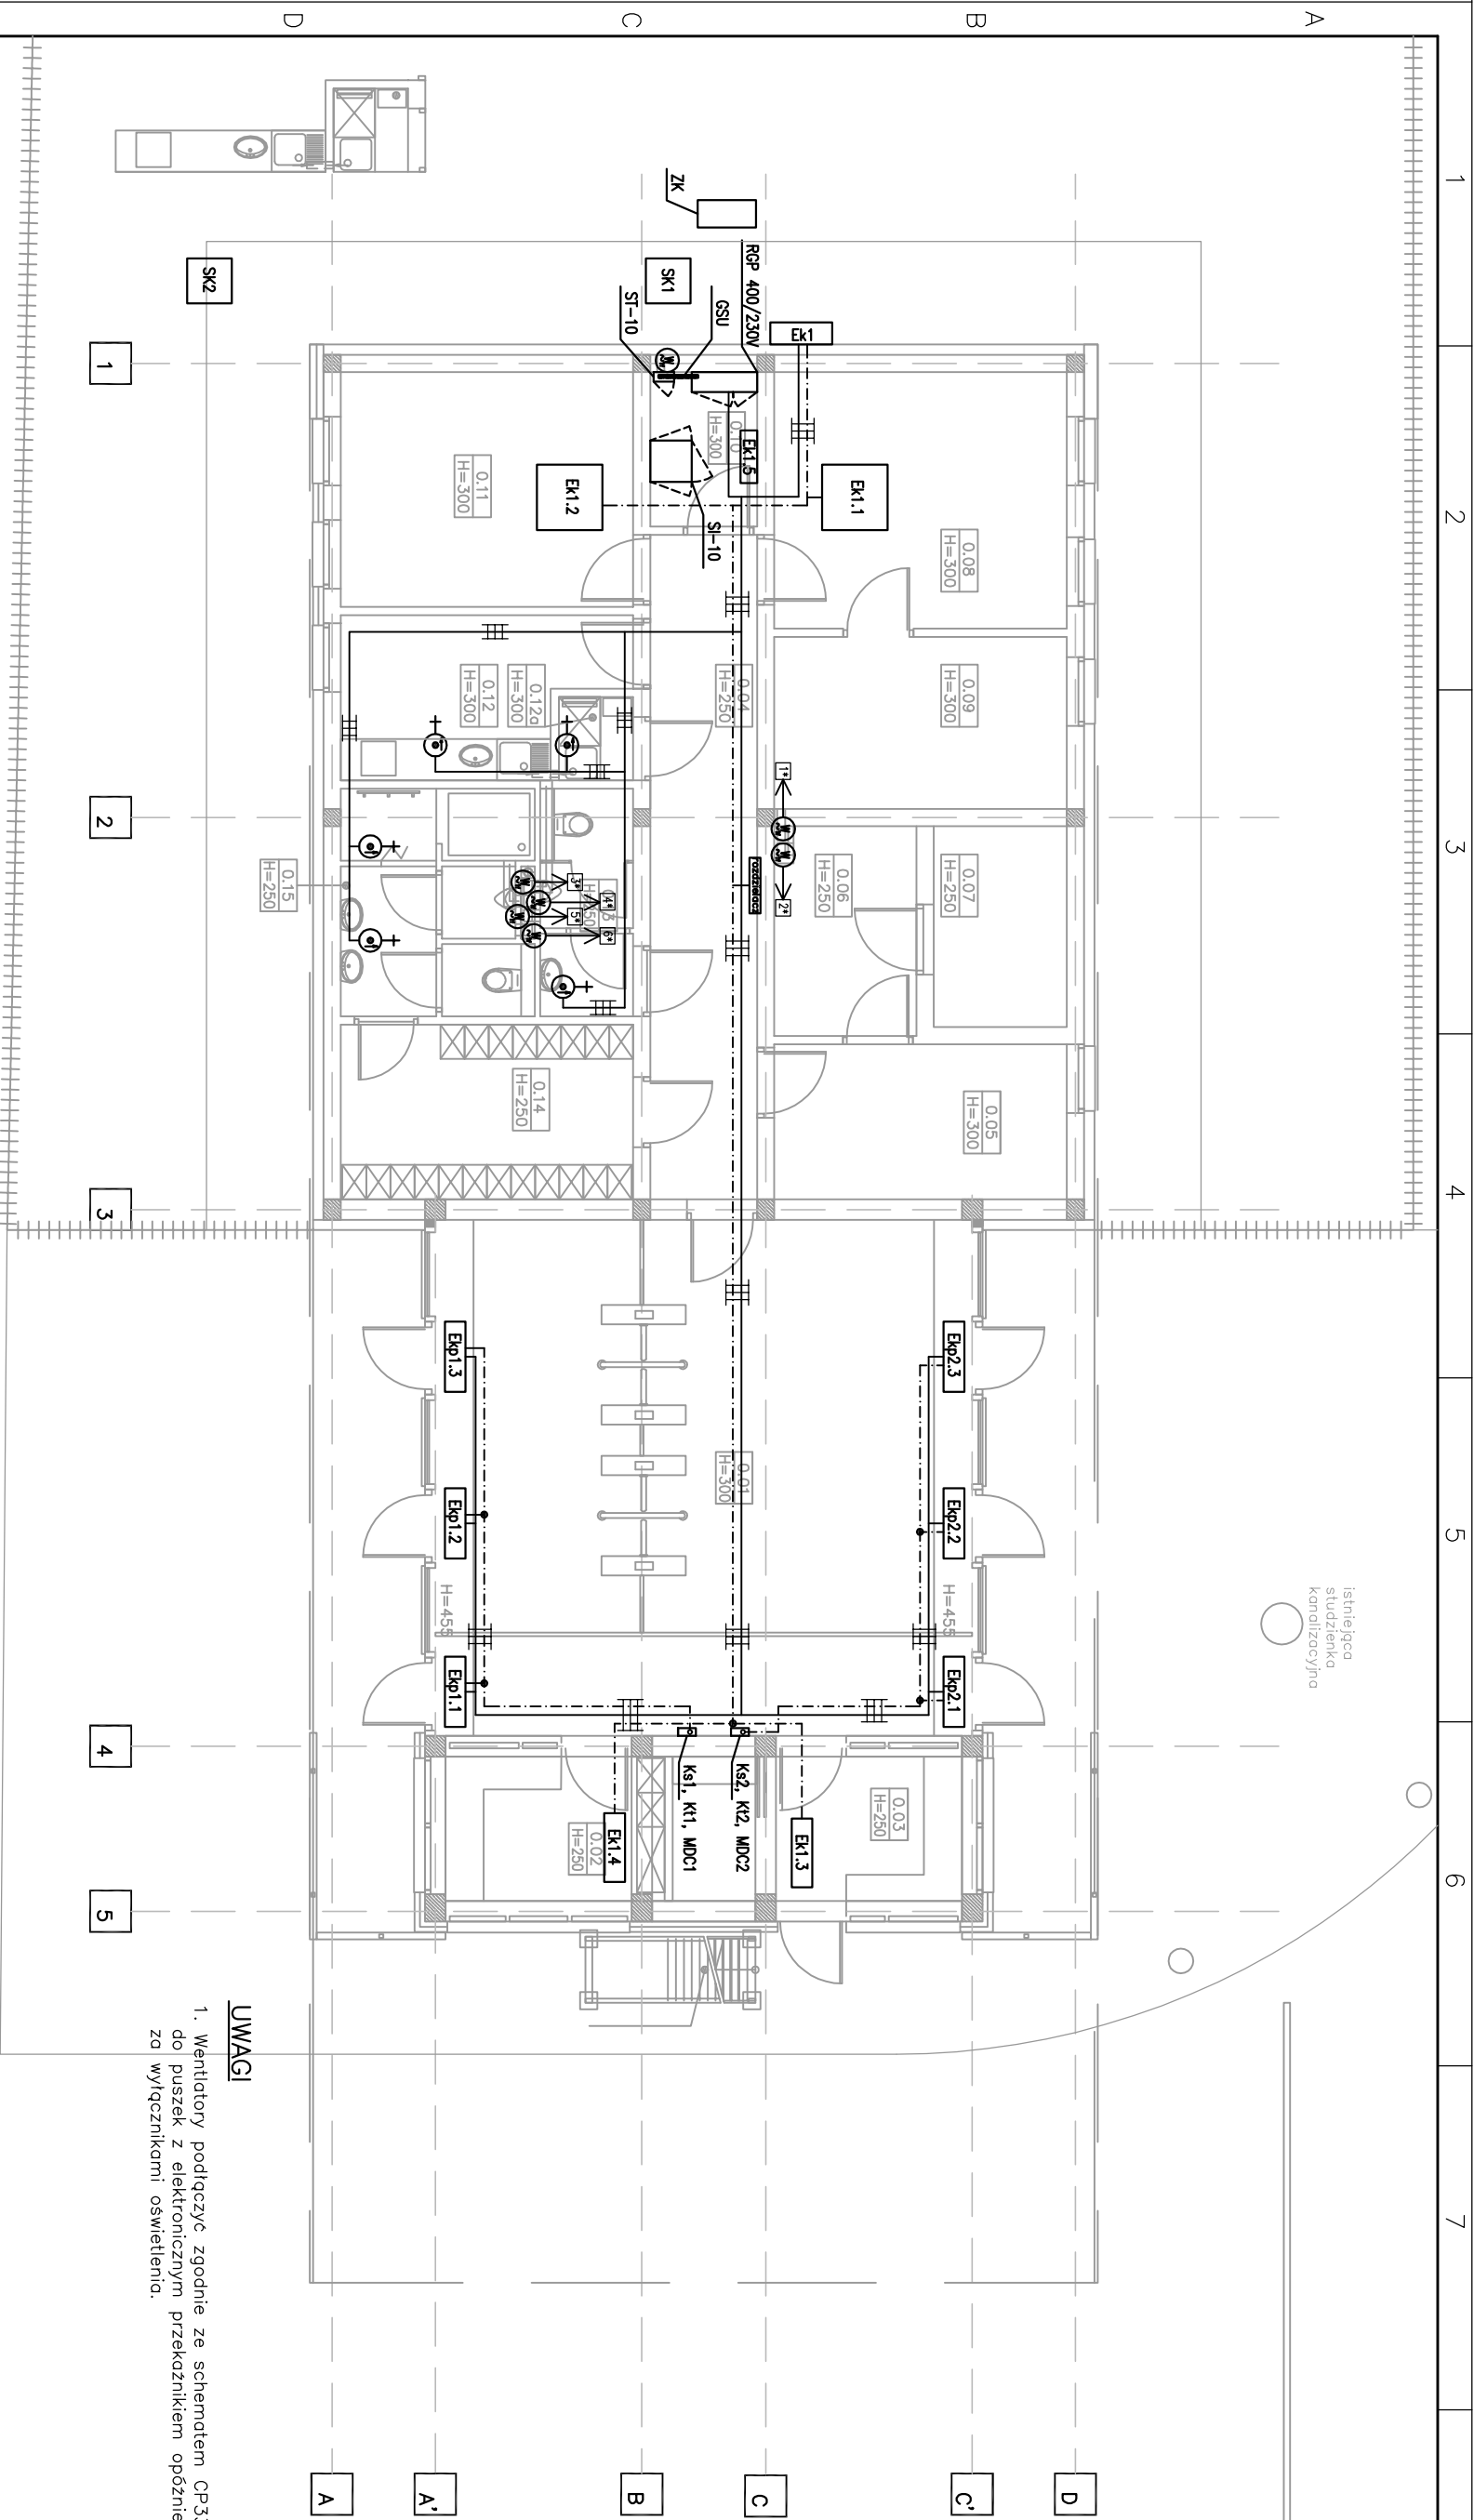 1
2
3
4
5
6
7
A
B
C
D
istniejąca
studzienka
kanalizacyjna
ZK
SK1
SK2
RGP 400/230V
GSU
ST-10
SI-10
Ek1
Ek1.1
Ek1.2
Ek1.5
0.10
H=300
0.11
H=300
0.08
H=300
0.09
H=300
0.04
H=250
0.12
H=300
0.12a
H=300
0.07
H=250
0.06
H=250
0.05
H=300
0.15
H=250
H=250
0.14
H=250
1*
2*
3*
4*
5*
6*
rozdzielacz
Ekp2.3
Ekp2.2
Ekp2.1
Ekp1.3
Ekp1.2
Ekp1.1
0.01
H=300
H=455
H=455
Ks1, Kt1, MDC1
Ks2, Kt2, MDC2
Ek1.3
Ek1.4
0.03
H=250
0.02
H=250
1
2
3
4
5
A
A'
B
C
C'
D
UWAGI
1. Wentlatory podłączyć zgodnie ze schematem
do puszek z elektronicznym przekaźnikiem
za wyłącznikami oświetlenia.